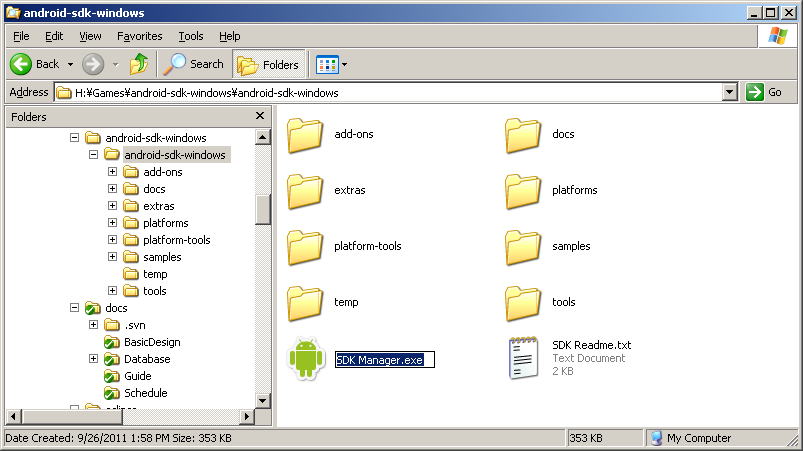 android-sdk-windows
File Edit View Favorites Tools Help
Back Search Folders
Address H:¥Games¥android-sdk-windows¥android-sdk-windows Go
Folders
android-sdk-windows
android-sdk-windows
add-ons
docs
extras
platforms
platform-tools
samples
temp
tools
docs
.svn
BasicDesign
Database
Guide
Schedule
add-ons
docs
extras
platforms
platform-tools
samples
temp
tools
SDK Manager.exe
SDK Readme.txt
Text Document
2 KB
Date Created: 9/26/2011 1:58 PM Size: 353 KB
353 KB
My Computer